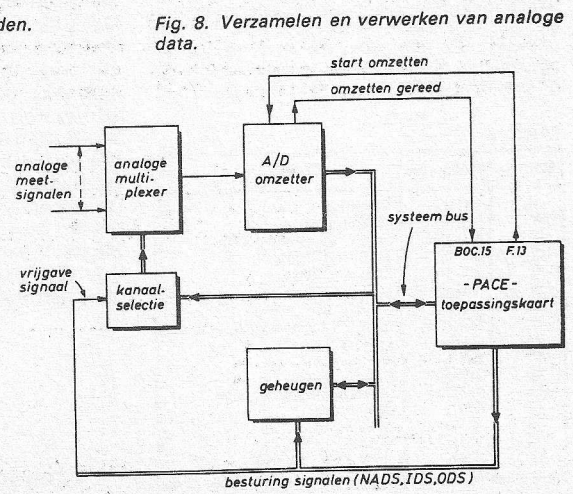 den.
Fig. 8. Verzamelen en verwerken van analoge
data.
start omzetten
omzetten gereed
analoge
meet-
signalen
analoge
multi-
plexer
A/D
omzetter
systeem bus
BOC.15 F.13
-PACE-
toepassingskaart
vrijgave
signaal
kanaal-
selectie
geheugen
besturing signalen (NADS,IDS,ODS)